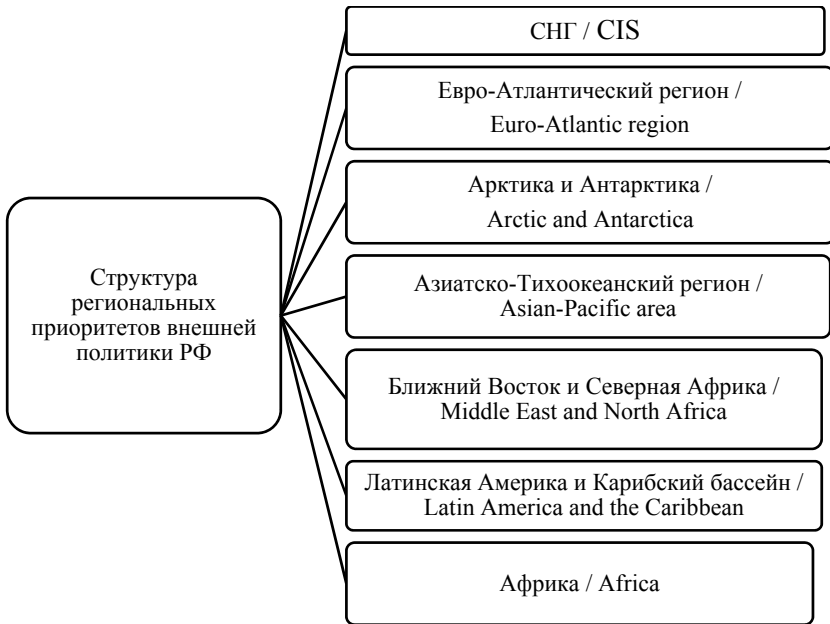 СНГ / CIS
Евро-Атлантический регион /
Euro-Atlantic region
Арктика и Антарктика /
Arctic and Antarctica
Структура
региональных
приоритетов внешней
политики РФ
Азиатско-Тихоокеанский регион /
Asian-Pacific area
Ближний Восток и Северная Африка /
Middle East and North Africa
Латинская Америка и Карибский бассейн /
Latin America and the Caribbean
Африка / Africa